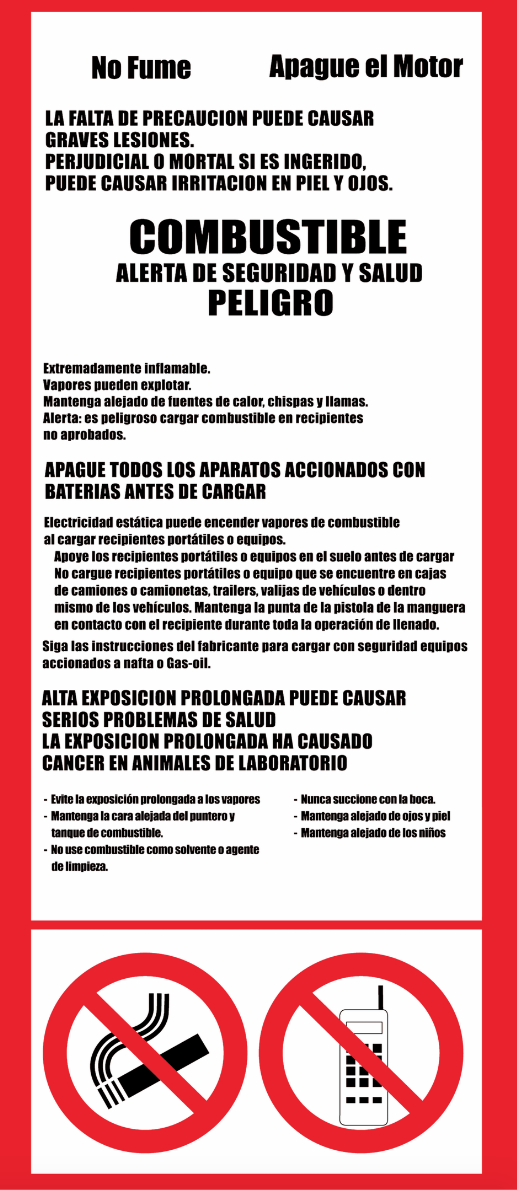 No Fume Apague el Motor
LA FALTA DE PRECAUCION PUEDE CAUSAR
GRAVES LESIONES.
PERJUDICIAL O MORTAL SI ES INGERIDO,
PUEDE CAUSAR IRRITACION EN PIEL Y OJOS.
COMBUSTIBLE
ALERTA DE SEGURIDAD Y SALUD
PELIGRO
Extremadamente inflamable.
Vapores pueden explotar.
Mantenga alejado de fuentes de calor, chispas y llamas.
Alerta: es peligroso cargar combustible en recipientes
no aprobados.
APAGUE TODOS LOS APARATOS ACCIONADOS CON
BATERIAS ANTES DE CARGAR
Electricidad estática puede encender vapores de combustible
al cargar recipientes portátiles o equipos.
Apoye los recipientes portátiles o equipos en el suelo antes de cargar
No cargue recipientes portátiles o equipo que se encuentre en cajas
de camiones o camionetas, trailers, valijas de vehículos o dentro
mismo de los vehículos. Mantenga la punta de la pistola de la manguera
en contacto con el recipiente durante toda la operación de llenado.
Siga las instrucciones del fabricante para cargar con seguridad equipos
accionados a nafta o Gas-oil.
ALTA EXPOSICION PROLONGADA PUEDE CAUSAR
SERIOS PROBLEMAS DE SALUD
LA EXPOSICION PROLONGADA HA CAUSADO
CANCER EN ANIMALES DE LABORATORIO
- Evite la exposición prolongada a los vapores
- Mantenga la cara alejada del puntero y
tanque de combustible.
- No use combustible como solvente o agente
de limpieza.
- Nunca succione con la boca.
- Mantenga alejado de ojos y piel
- Mantenga alejado de los niños